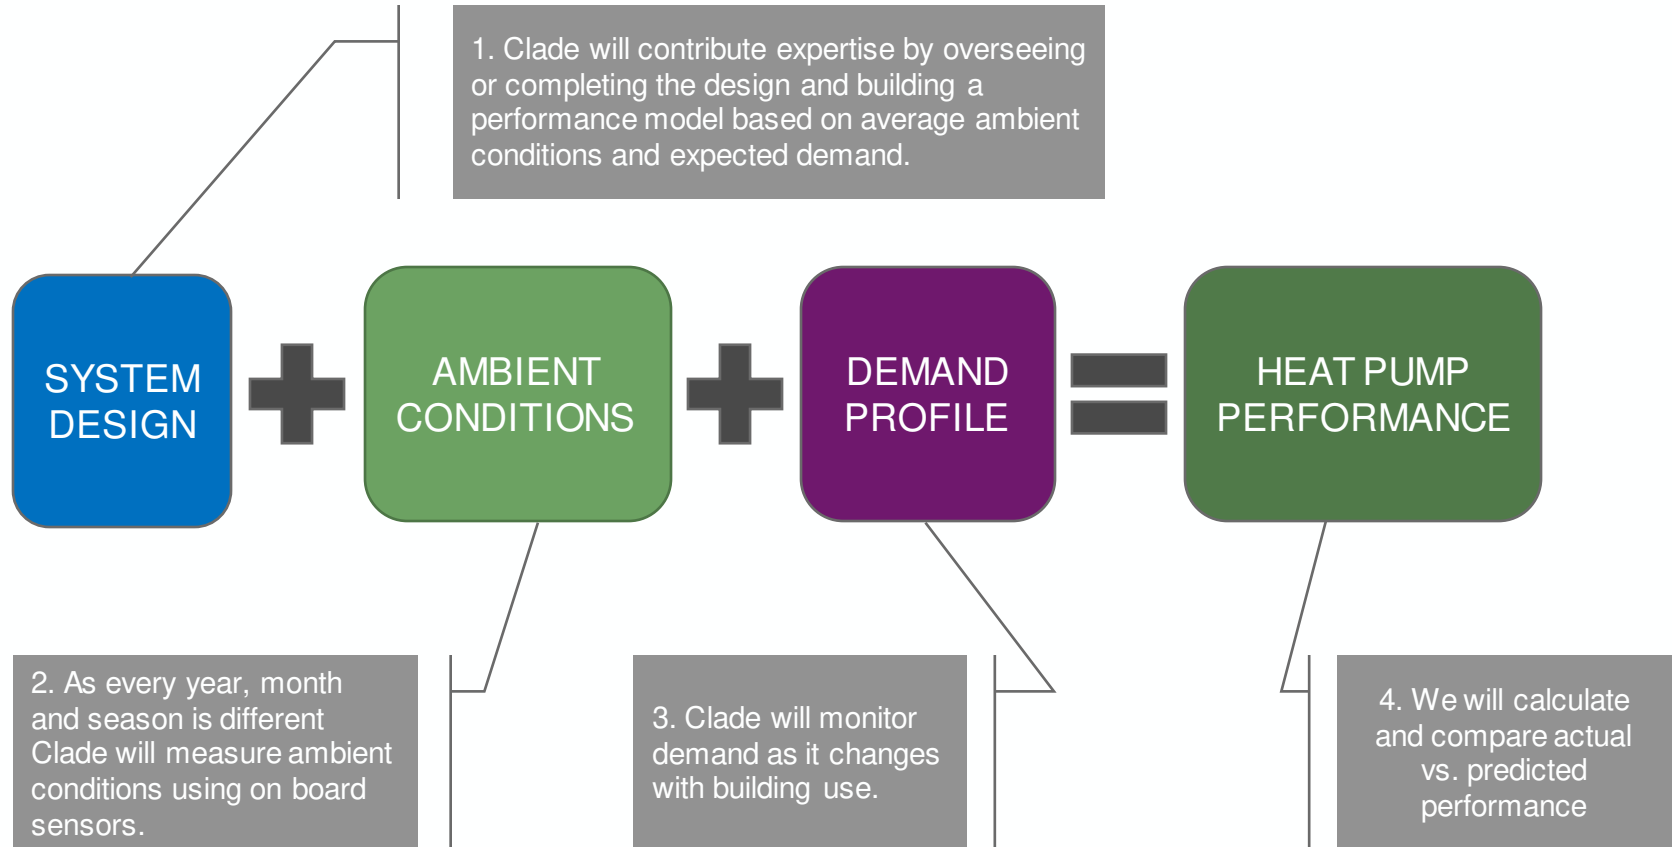 1. Clade will contribute expertise by overseeing
or completing the design and building a
performance model based on average ambient
conditions and expected demand.
SYSTEM
DESIGN
AMBIENT
CONDITIONS
DEMAND
PROFILE
HEAT PUMP
PERFORMANCE
2. As every year, month
and season is different
Clade will measure ambient
conditions using on board
sensors.
3. Clade will monitor
demand as it changes
with building use.
4. We will calculate
and compare actual
vs. predicted
performance